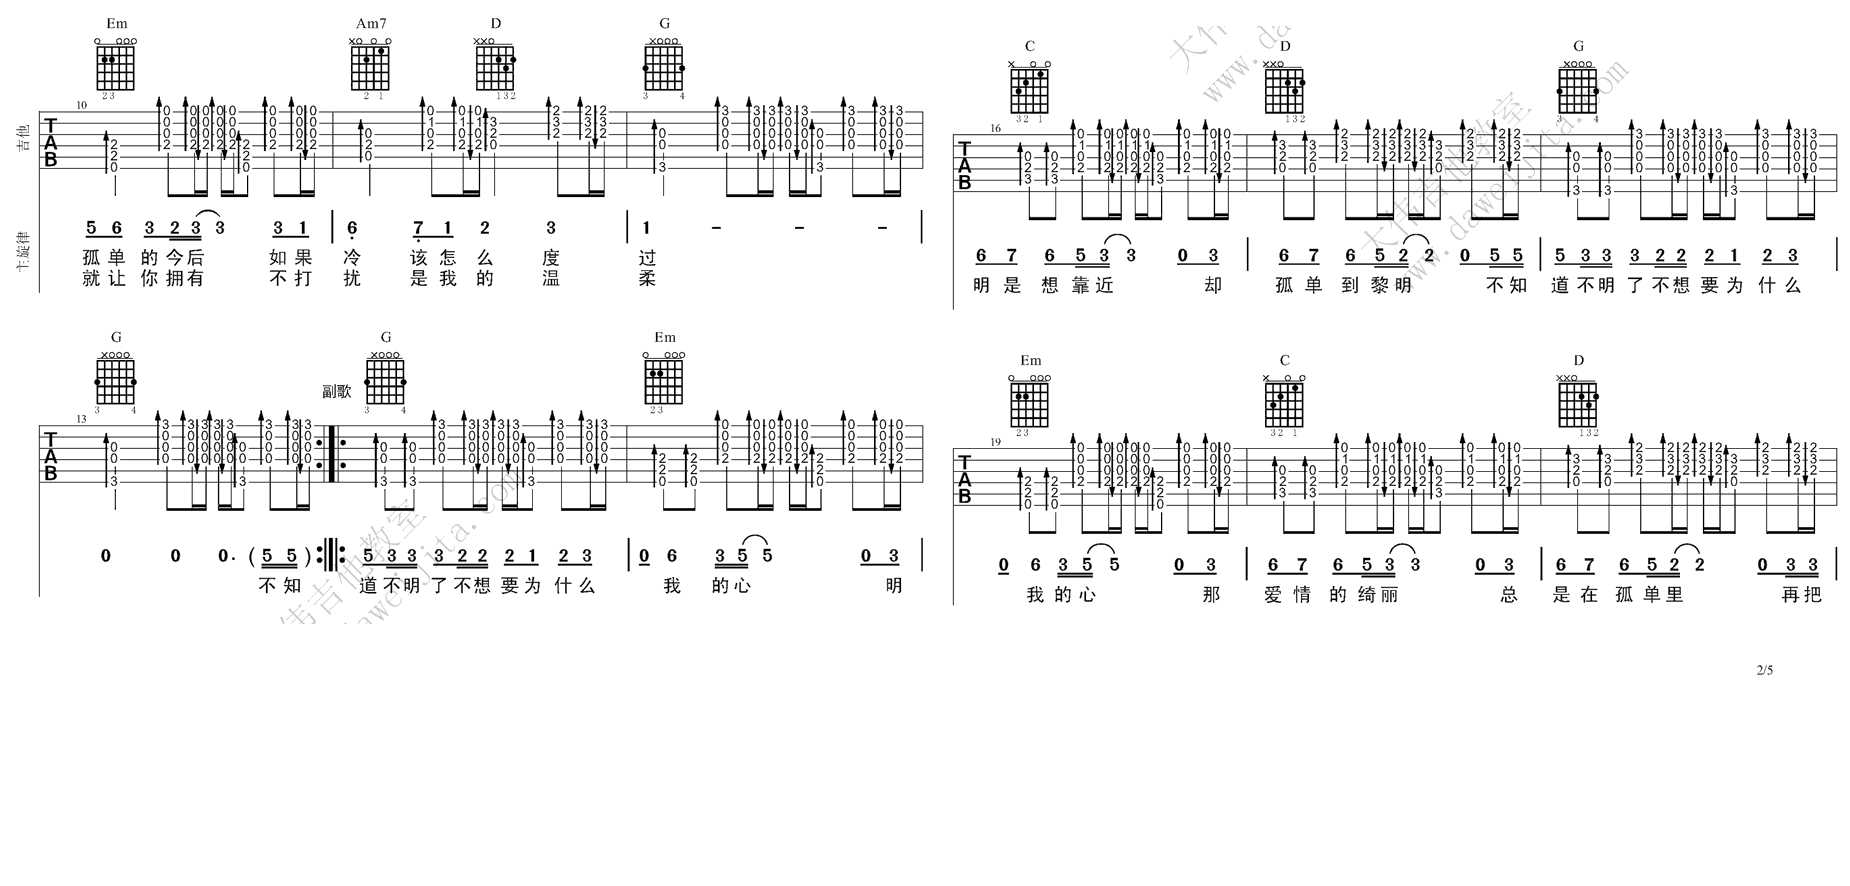 Em Am7 D G
吉他
10
主旋律
5 6 3 2 3 3 3 1 6 7 1 2 3 1 - - -
孤单的今后 如果冷 该怎么度过
就让你拥有 不打扰 是我的温柔
G G Em
副歌
13
0 0 0. (5 5) 5 3 3 3 2 2 2 1 2 3 0 6 3 5 5 0 3
不知 道不明了不想要为什么 我 的心 明
C D G
16
6 7 6 5 3 3 0 3 6 7 6 5 2 2 0 5 5 5 3 3 3 2 2 2 1 2 3
明是想靠近 却 孤单到黎明 不知 道不明了不想要为什么
Em C D
19
0 6 3 5 5 0 3 6 7 6 5 3 3 0 3 6 7 6 5 2 2 0 3 3
我的心 那 爱情的绮丽 总 是在孤单里 再把
大伟吉他教室
www.daweijita.com
2/5